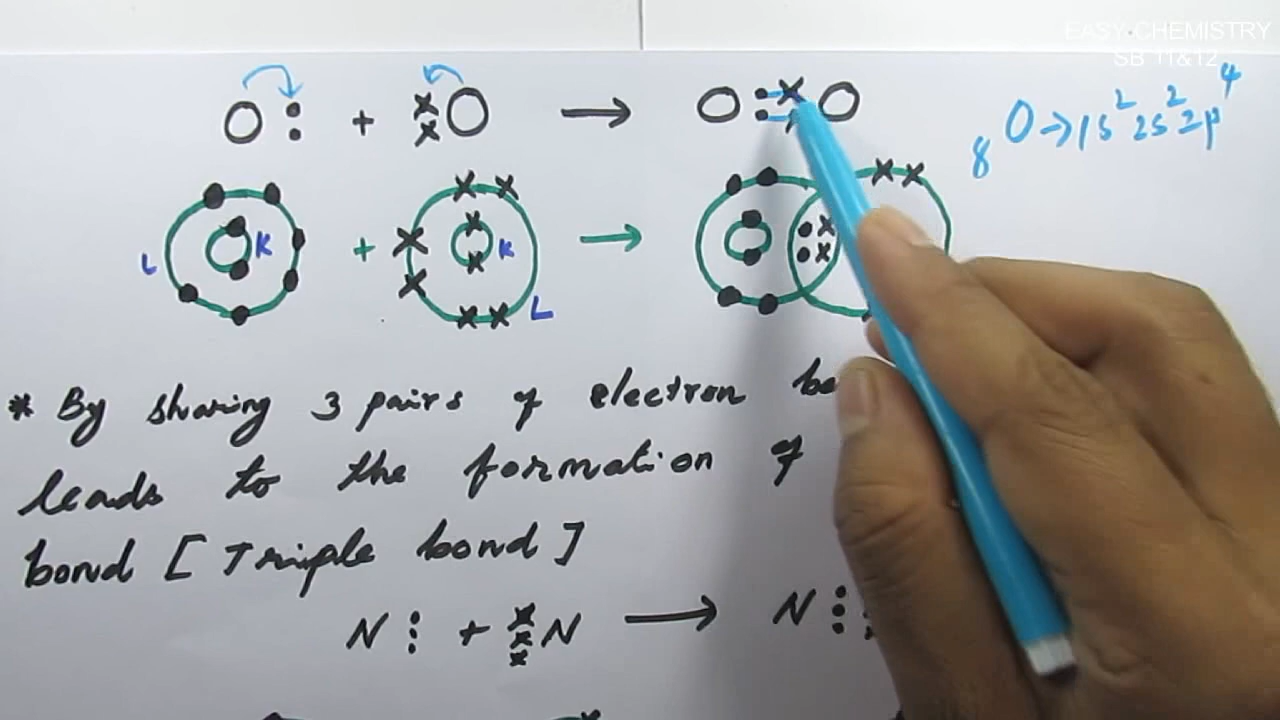 EASY CHEMISTRY
SB 11&12
O : + ××O → O : × O
8 O → 1s² 2s² 2p⁴
L K + K L →
* By sharing 3 pairs of electron
leads to the formation of
bond [Triple bond]
N ⋮ + ×××N → N ⋮